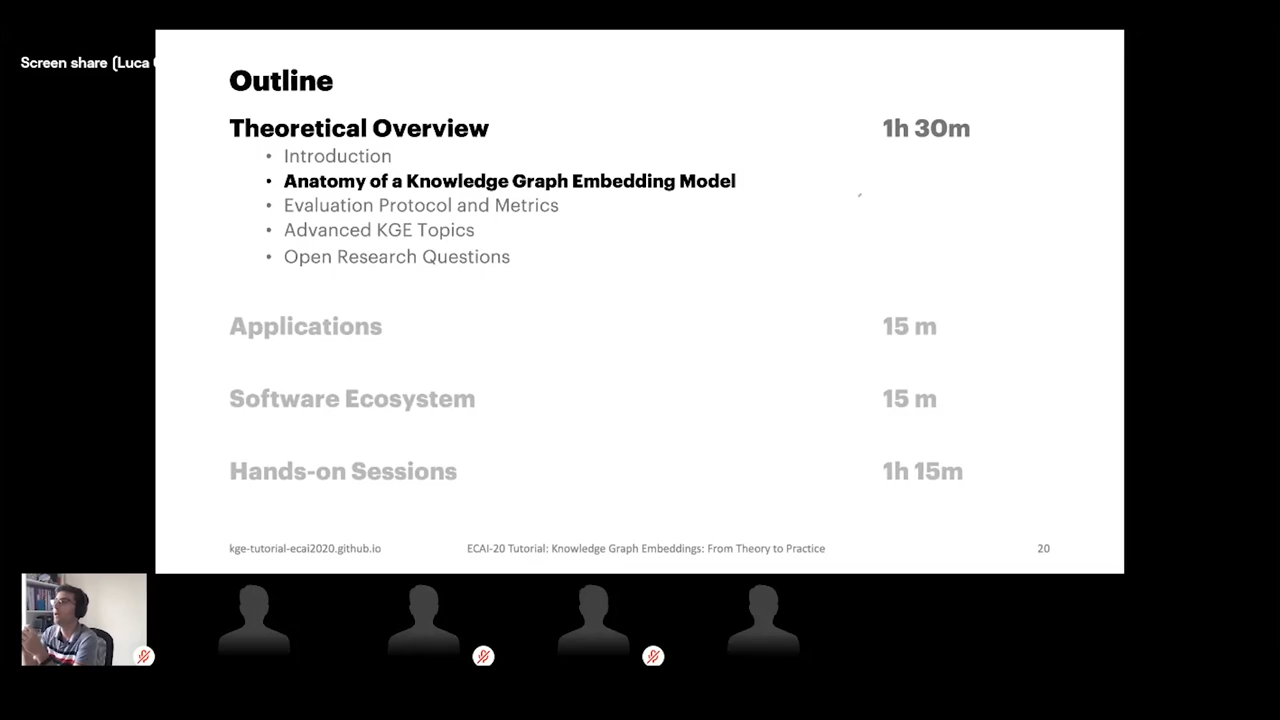 Screen share (Luca
Outline
Theoretical Overview 1h 30m
• Introduction
• Anatomy of a Knowledge Graph Embedding Model
• Evaluation Protocol and Metrics
• Advanced KGE Topics
• Open Research Questions
Applications 15 m
Software Ecosystem 15 m
Hands-on Sessions 1h 15m
kge-tutorial-ecai2020.github.io ECAI-20 Tutorial: Knowledge Graph Embeddings: From Theory to Practice 20